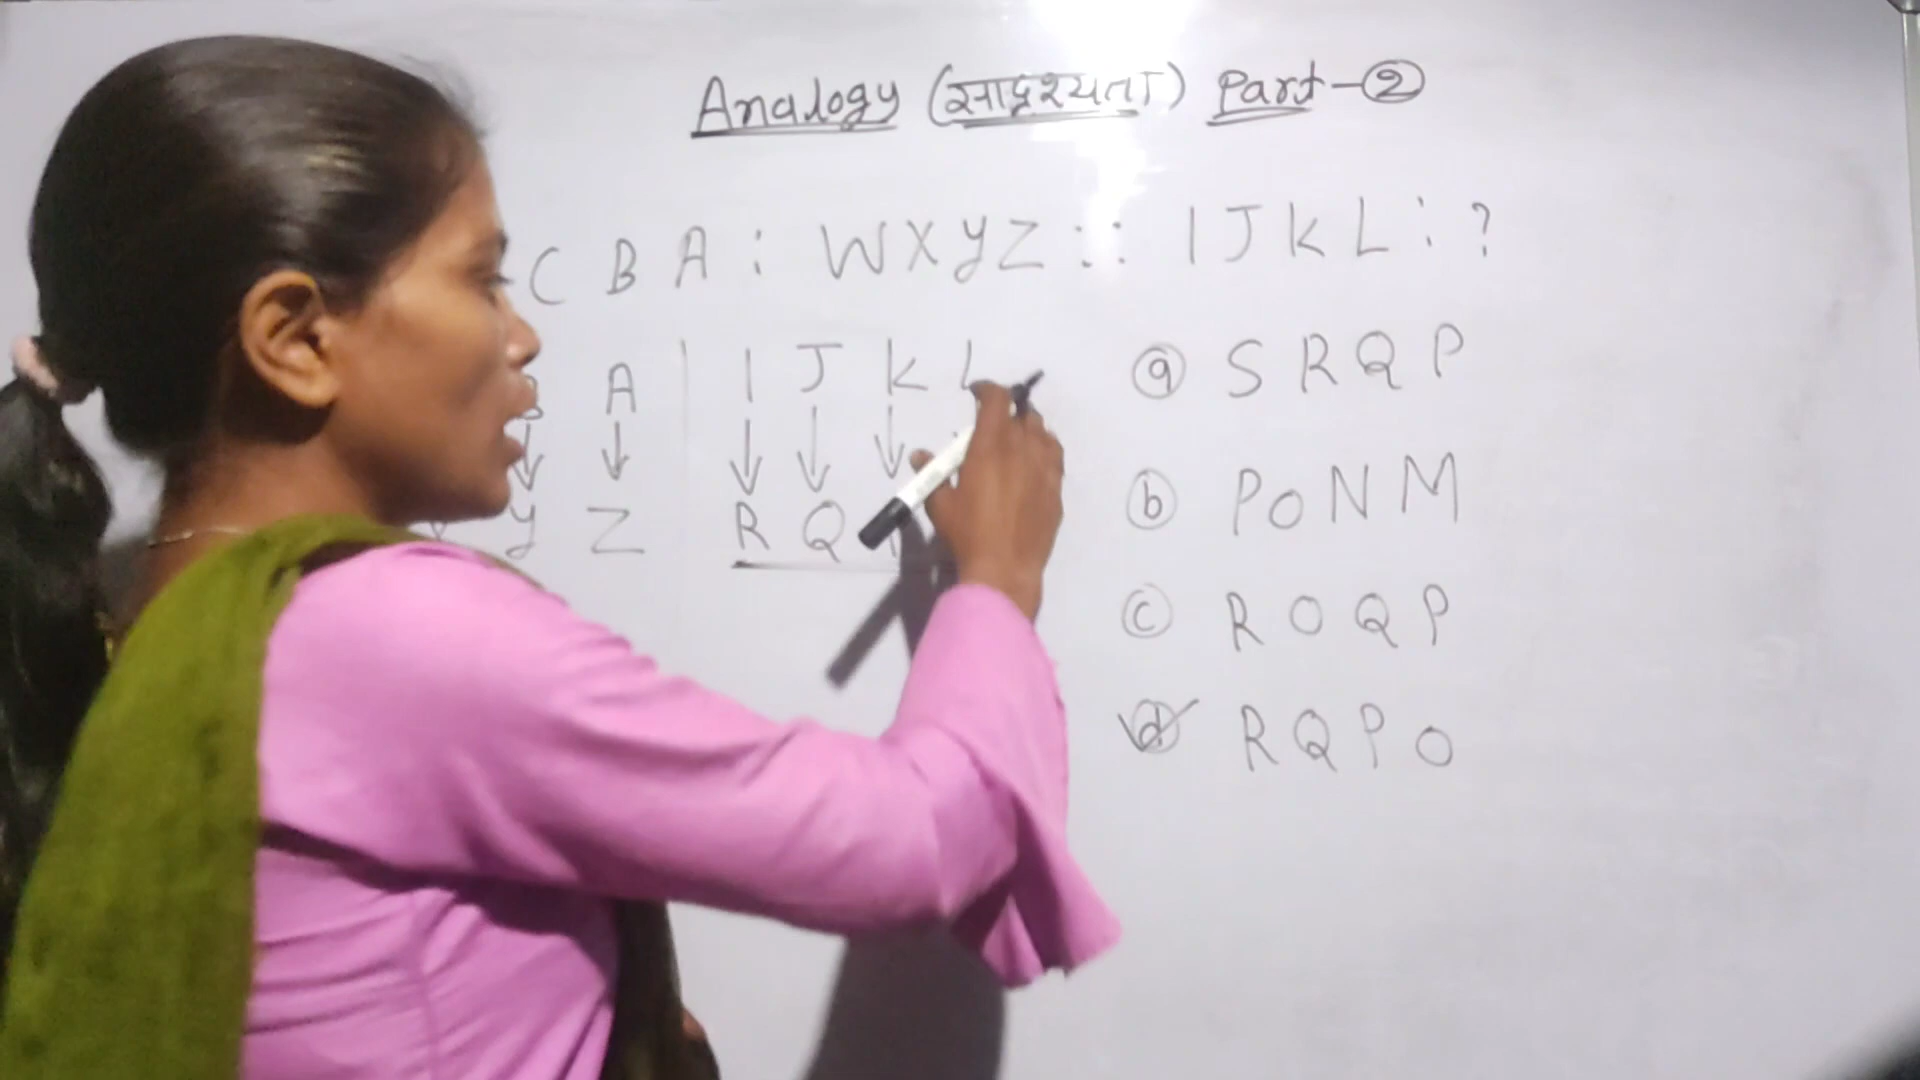 Analogy (सादृश्यता) Part-②
C B A : W X Y Z : : I J K L : ?
A | I J K L
Y Z R Q
ⓐ S R Q P
ⓑ P O N M
ⓒ R O Q P
ⓓ R Q P O